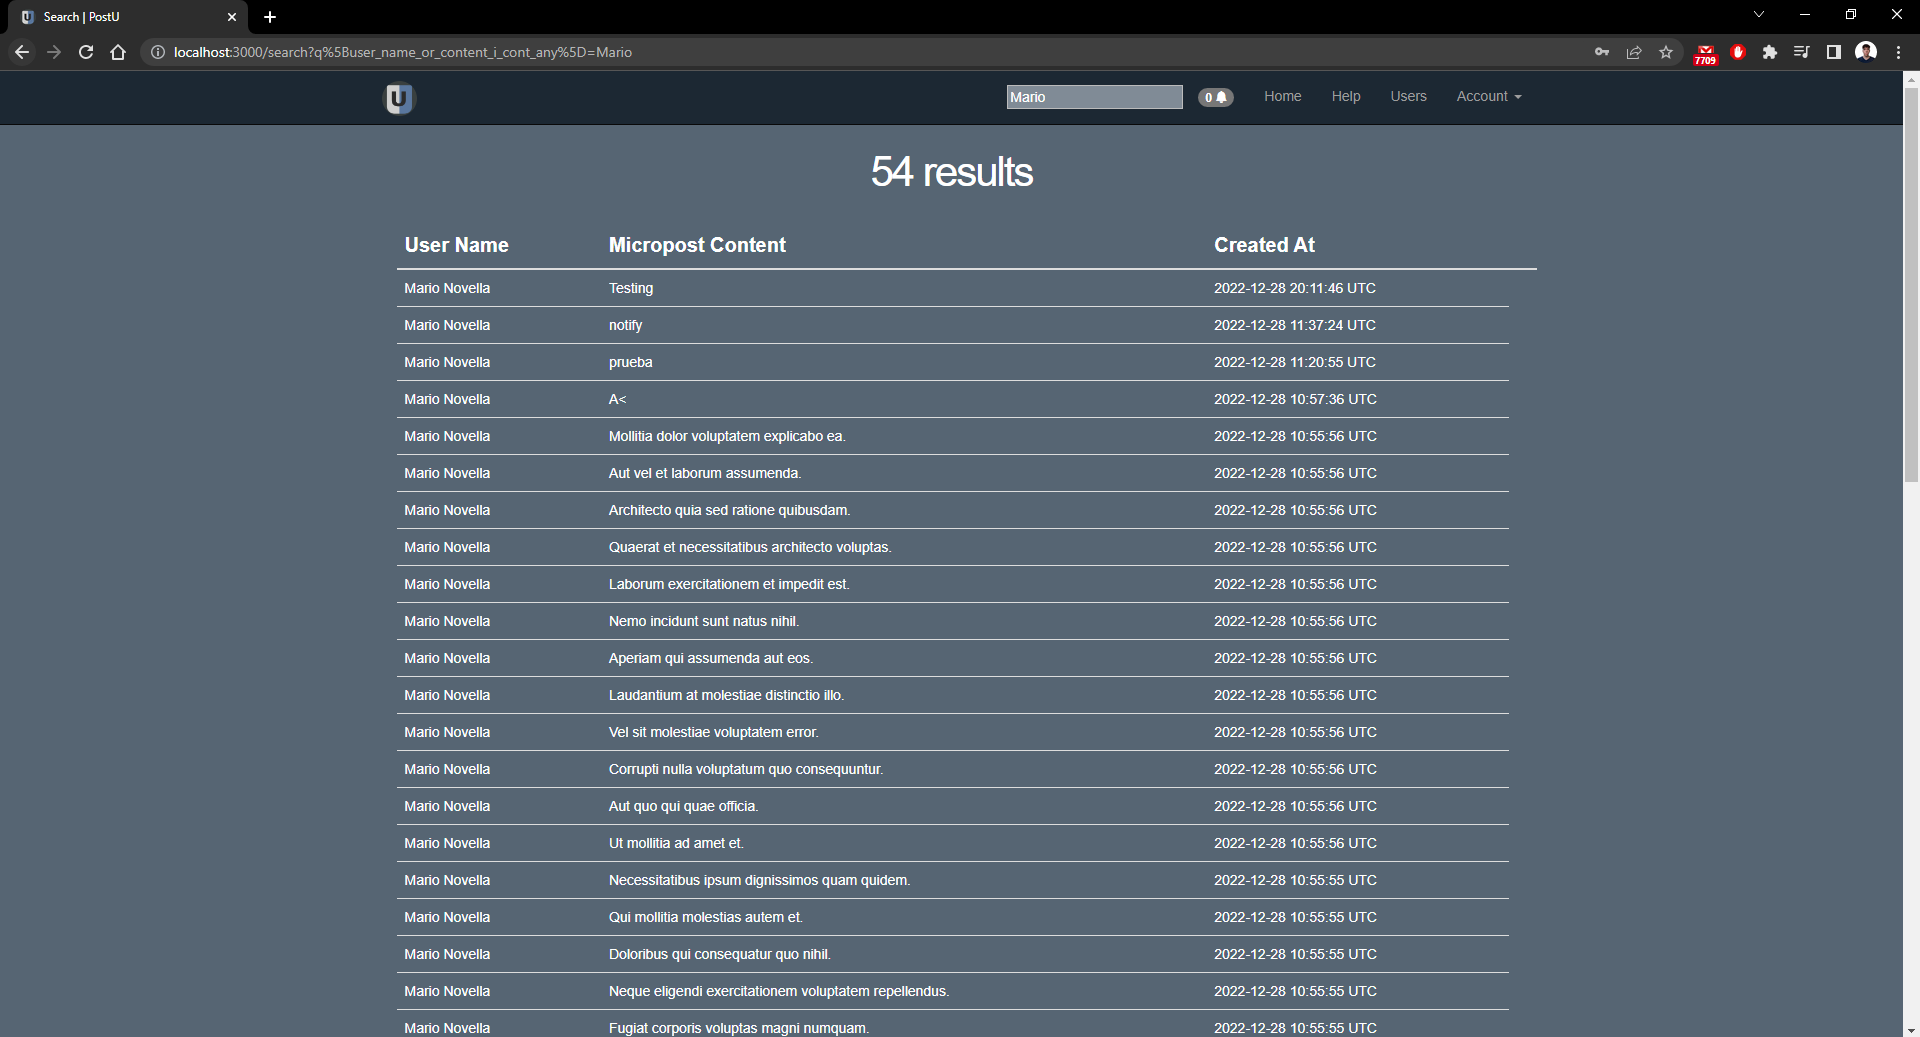 Search | PostU
localhost:3000/search?q%5Buser_name_or_content_i_cont_any%5D=Mario
7709
U
Mario
0
Home
Help
Users
Account
54 results
User Name Micropost Content Created At
Mario Novella Testing 2022-12-28 20:11:46 UTC
Mario Novella notify 2022-12-28 11:37:24 UTC
Mario Novella prueba 2022-12-28 11:20:55 UTC
Mario Novella A< 2022-12-28 10:57:36 UTC
Mario Novella Mollitia dolor voluptatem explicabo ea. 2022-12-28 10:55:56 UTC
Mario Novella Aut vel et laborum assumenda. 2022-12-28 10:55:56 UTC
Mario Novella Architecto quia sed ratione quibusdam. 2022-12-28 10:55:56 UTC
Mario Novella Quaerat et necessitatibus architecto voluptas. 2022-12-28 10:55:56 UTC
Mario Novella Laborum exercitationem et impedit est. 2022-12-28 10:55:56 UTC
Mario Novella Nemo incidunt sunt natus nihil. 2022-12-28 10:55:56 UTC
Mario Novella Aperiam qui assumenda aut eos. 2022-12-28 10:55:56 UTC
Mario Novella Laudantium at molestiae distinctio illo. 2022-12-28 10:55:56 UTC
Mario Novella Vel sit molestiae voluptatem error. 2022-12-28 10:55:56 UTC
Mario Novella Corrupti nulla voluptatum quo consequuntur. 2022-12-28 10:55:56 UTC
Mario Novella Aut quo qui quae officia. 2022-12-28 10:55:56 UTC
Mario Novella Ut mollitia ad amet et. 2022-12-28 10:55:56 UTC
Mario Novella Necessitatibus ipsum dignissimos quam quidem. 2022-12-28 10:55:55 UTC
Mario Novella Qui mollitia molestias autem et. 2022-12-28 10:55:55 UTC
Mario Novella Doloribus qui consequatur quo nihil. 2022-12-28 10:55:55 UTC
Mario Novella Neque eligendi exercitationem voluptatem repellendus. 2022-12-28 10:55:55 UTC
Mario Novella Fugiat corporis voluptas magni numquam. 2022-12-28 10:55:55 UTC